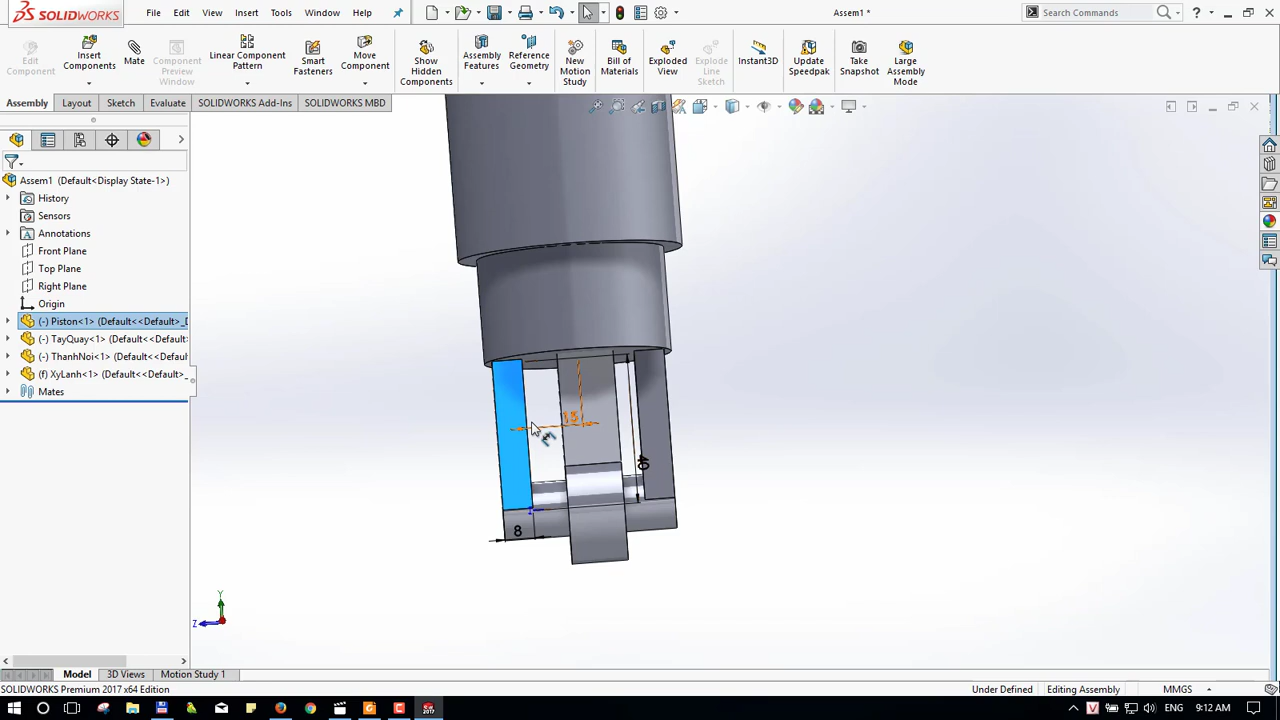 SOLIDWORKS File Edit View Insert Tools Window Help Assem1 * Search Commands
Edit Component
Insert Components
Mate
Component Preview Window
Linear Component Pattern
Smart Fasteners
Move Component
Show Hidden Components
Assembly Features
Reference Geometry
New Motion Study
Bill of Materials
Exploded View
Explode Line Sketch
Instant3D
Update Speedpak
Take Snapshot
Large Assembly Mode
Assembly Layout Sketch Evaluate SOLIDWORKS Add-Ins SOLIDWORKS MBD
Assem1 (Default<Display State-1>)
History
Sensors
Annotations
Front Plane
Top Plane
Right Plane
Origin
(-) Piston<1> (Default<<Default>_D
(-) TayQuay<1> (Default<<Default
(-) ThanhNoi<1> (Default<<Defaul
(f) XyLanh<1> (Default<<Default>_
Mates
15
40
8
Y
Z
Model 3D Views Motion Study 1
SOLIDWORKS Premium 2017 x64 Edition Under Defined Editing Assembly MMGS
2017 V ENG 9:12 AM